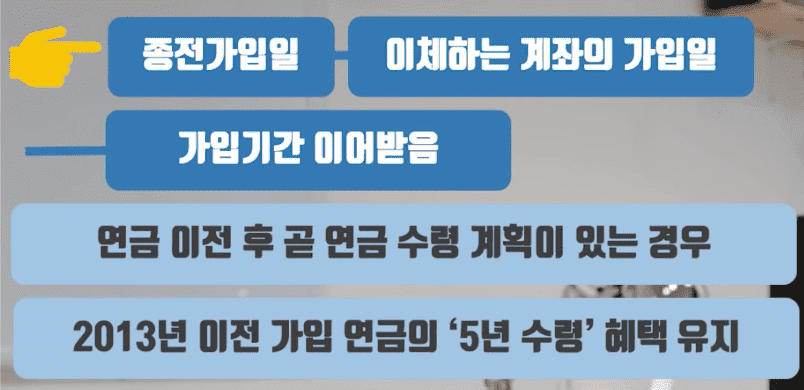 종전가입일 이체하는 계좌의 가입일
가입기간 이어받음
연금 이전 후 곧 연금 수령 계획이 있는 경우
2013년 이전 가입 연금의 ‘5년 수령’ 혜택 유지